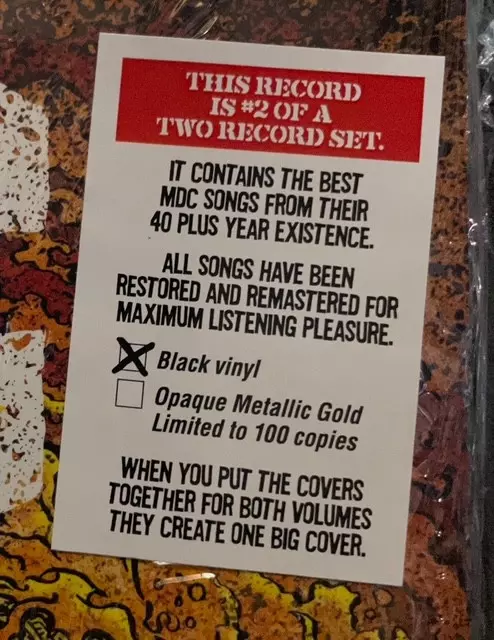 THIS RECORD
IS #2 OF A
TWO RECORD SET.
IT CONTAINS THE BEST
MDC SONGS FROM THEIR
40 PLUS YEAR EXISTENCE.
ALL SONGS HAVE BEEN
RESTORED AND REMASTERED FOR
MAXIMUM LISTENING PLEASURE.
Black vinyl
Opaque Metallic Gold
Limited to 100 copies
WHEN YOU PUT THE COVERS
TOGETHER FOR BOTH VOLUMES
THEY CREATE ONE BIG COVER.